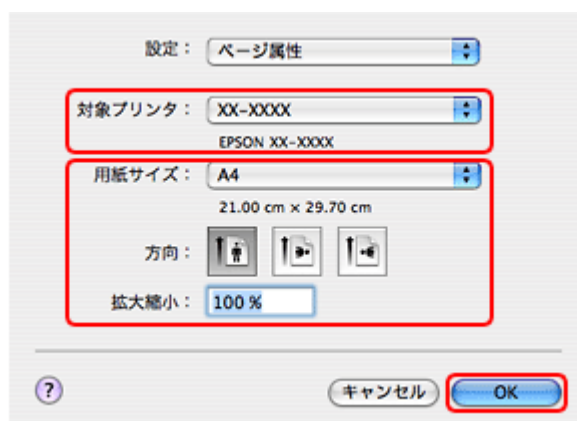 設定： ページ属性
対象プリンタ： XX-XXXX
EPSON XX-XXXX
用紙サイズ： A4
21.00 cm × 29.70 cm
方向：
拡大縮小： 100 %
? キャンセル OK